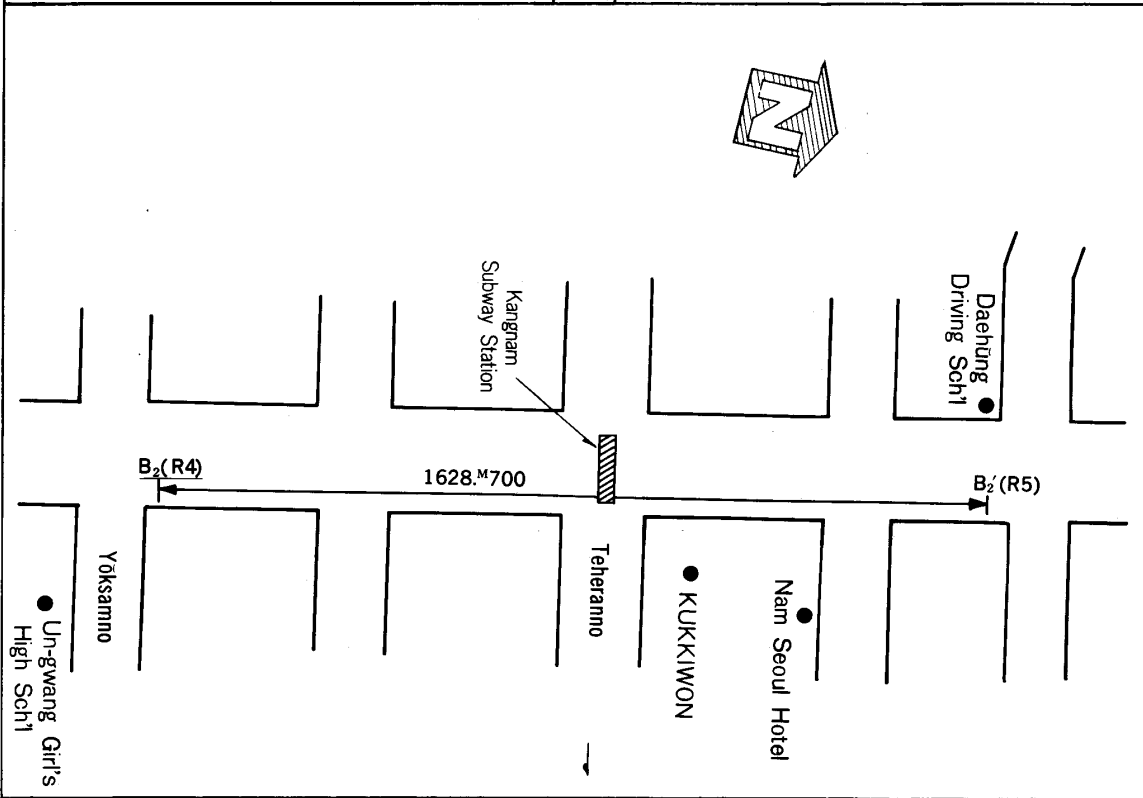 N
Daehŭng
Driving Sch'l
Kangnam
Subway Station
B₂(R4)
1628.ᴹ700
B₂′(R5)
Yŏksamno
Teheranno
KUKKIWON
Nam Seoul Hotel
Un-gwang Girl's
High Sch'l